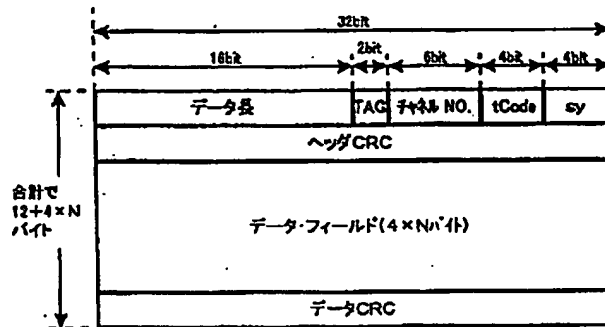 32bit
16bit 2bit 6bit 4bit 4bit
データ長 TAG チャネル NO. tCode sy
ヘッダCRC
合計で
12+4×N
バイト
データ・フィールド(4×Nバイト)
データCRC